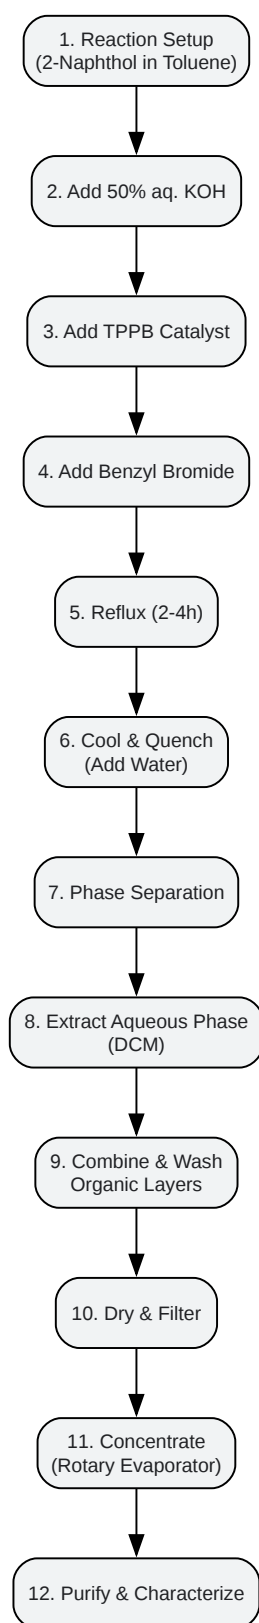 1. Reaction Setup
(2-Naphthol in Toluene)
2. Add 50% aq. KOH
3. Add TPPB Catalyst
4. Add Benzyl Bromide
5. Reflux (2-4h)
6. Cool & Quench
(Add Water)
7. Phase Separation
8. Extract Aqueous Phase
(DCM)
9. Combine & Wash
Organic Layers
10. Dry & Filter
11. Concentrate
(Rotary Evaporator)
12. Purify & Characterize